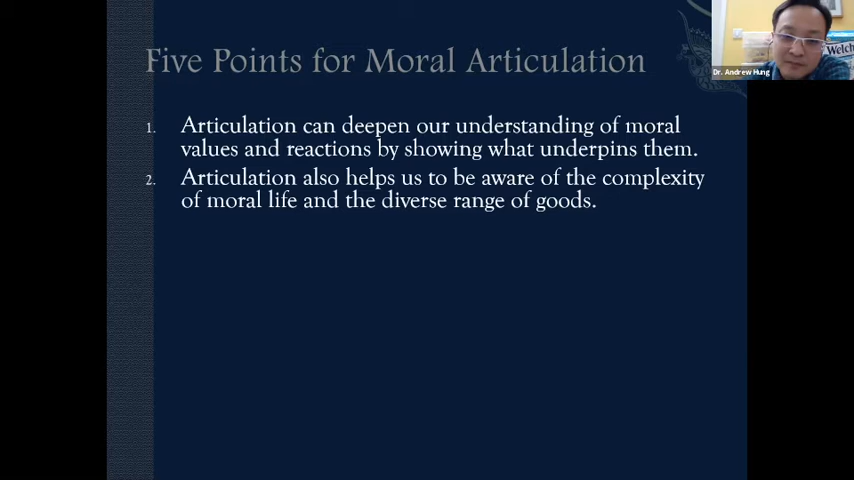 Five Points for Moral Articulation
1. Articulation can deepen our understanding of moral
values and reactions by showing what underpins them.
2. Articulation also helps us to be aware of the complexity
of moral life and the diverse range of goods.
Welch
Dr. Andrew Hung